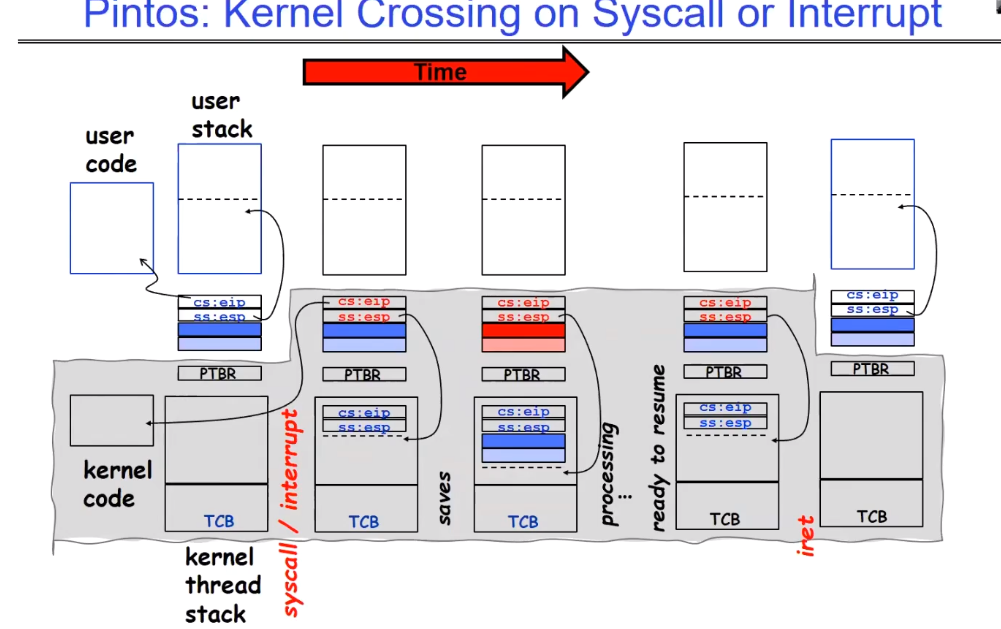 Pintos: Kernel Crossing on Syscall or Interrupt
Time
user
code
user
stack
cs:eip
ss:esp
PTBR
TCB
kernel
code
kernel
thread
stack
syscall / interrupt
cs:eip
ss:esp
PTBR
cs:eip
ss:esp
TCB
saves
cs:eip
ss:esp
PTBR
cs:eip
ss:esp
TCB
processing
...
ready to resume
cs:eip
ss:esp
PTBR
cs:eip
ss:esp
TCB
iret
cs:eip
ss:esp
PTBR
TCB